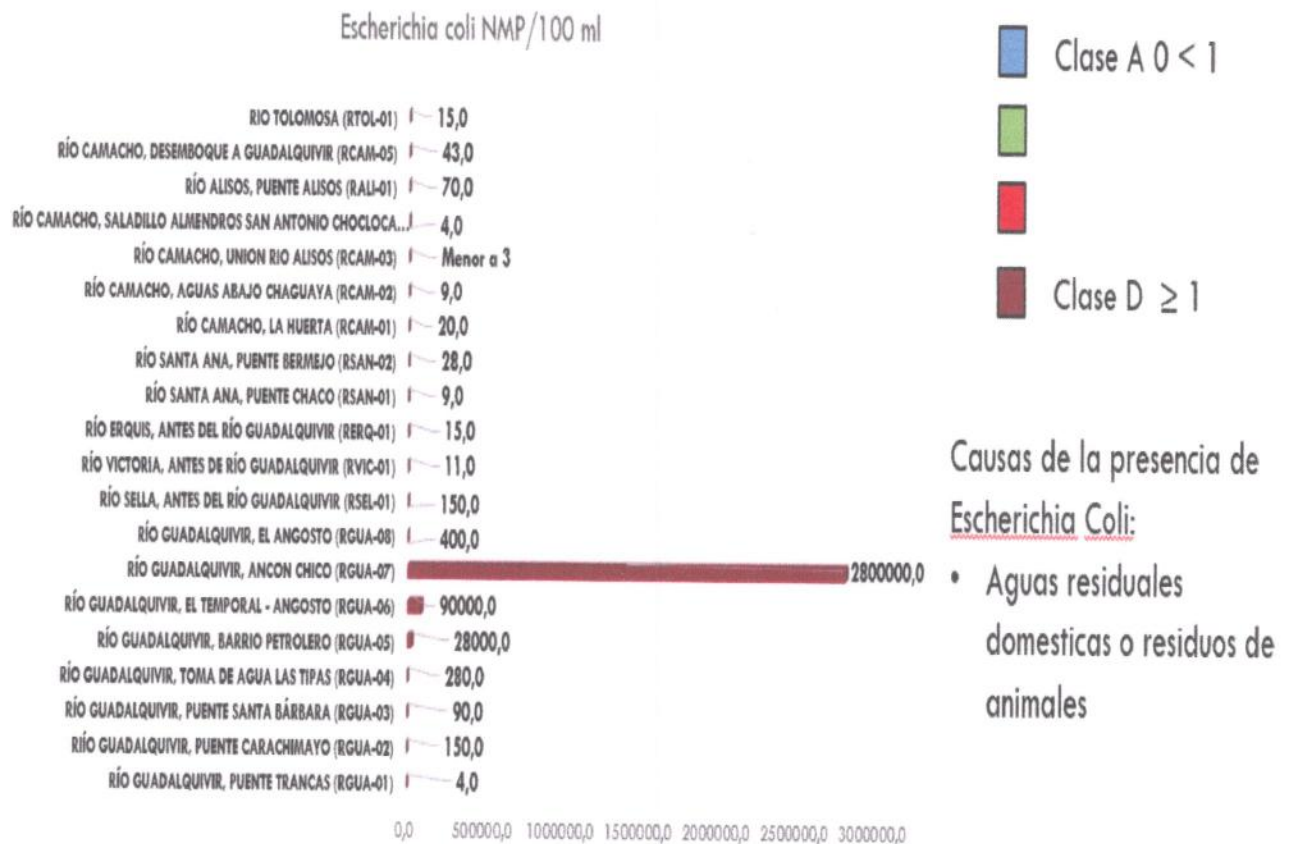 Escherichia coli NMP/100 ml
RIO TOLOMOSA (RTOL-01) 15,0
RÍO CAMACHO, DESEMBOQUE A GUADALQUIVIR (RCAM-05) 43,0
RÍO ALISOS, PUENTE ALISOS (RALI-01) 70,0
RÍO CAMACHO, SALADILLO ALMENDROS SAN ANTONIO CHOCLOCA... 4,0
RÍO CAMACHO, UNION RIO ALISOS (RCAM-03) Menor a 3
RÍO CAMACHO, AGUAS ABAJO CHAGUAYA (RCAM-02) 9,0
RÍO CAMACHO, LA HUERTA (RCAM-01) 20,0
RÍO SANTA ANA, PUENTE BERMEJO (RSAN-02) 28,0
RÍO SANTA ANA, PUENTE CHACO (RSAN-01) 9,0
RÍO ERQUIS, ANTES DEL RÍO GUADALQUIVIR (RERQ-01) 15,0
RÍO VICTORIA, ANTES DE RÍO GUADALQUIVIR (RVIC-01) 11,0
RÍO SELLA, ANTES DEL RÍO GUADALQUIVIR (RSEL-01) 150,0
RÍO GUADALQUIVIR, EL ANGOSTO (RGUA-08) 400,0
RÍO GUADALQUIVIR, ANCON CHICO (RGUA-07) 2800000,0
RÍO GUADALQUIVIR, EL TEMPORAL - ANGOSTO (RGUA-06) 90000,0
RÍO GUADALQUIVIR, BARRIO PETROLERO (RGUA-05) 28000,0
RÍO GUADALQUIVIR, TOMA DE AGUA LAS TIPAS (RGUA-04) 280,0
RÍO GUADALQUIVIR, PUENTE SANTA BÁRBARA (RGUA-03) 90,0
RIÍO GUADALQUIVIR, PUENTE CARACHIMAYO (RGUA-02) 150,0
RÍO GUADALQUIVIR, PUENTE TRANCAS (RGUA-01) 4,0
0,0 500000,0 1000000,0 1500000,0 2000000,0 2500000,0 3000000,0
Clase A 0 < 1
Clase D ≥ 1
Causas de la presencia de
Escherichia Coli:
• Aguas residuales
domesticas o residuos de
animales